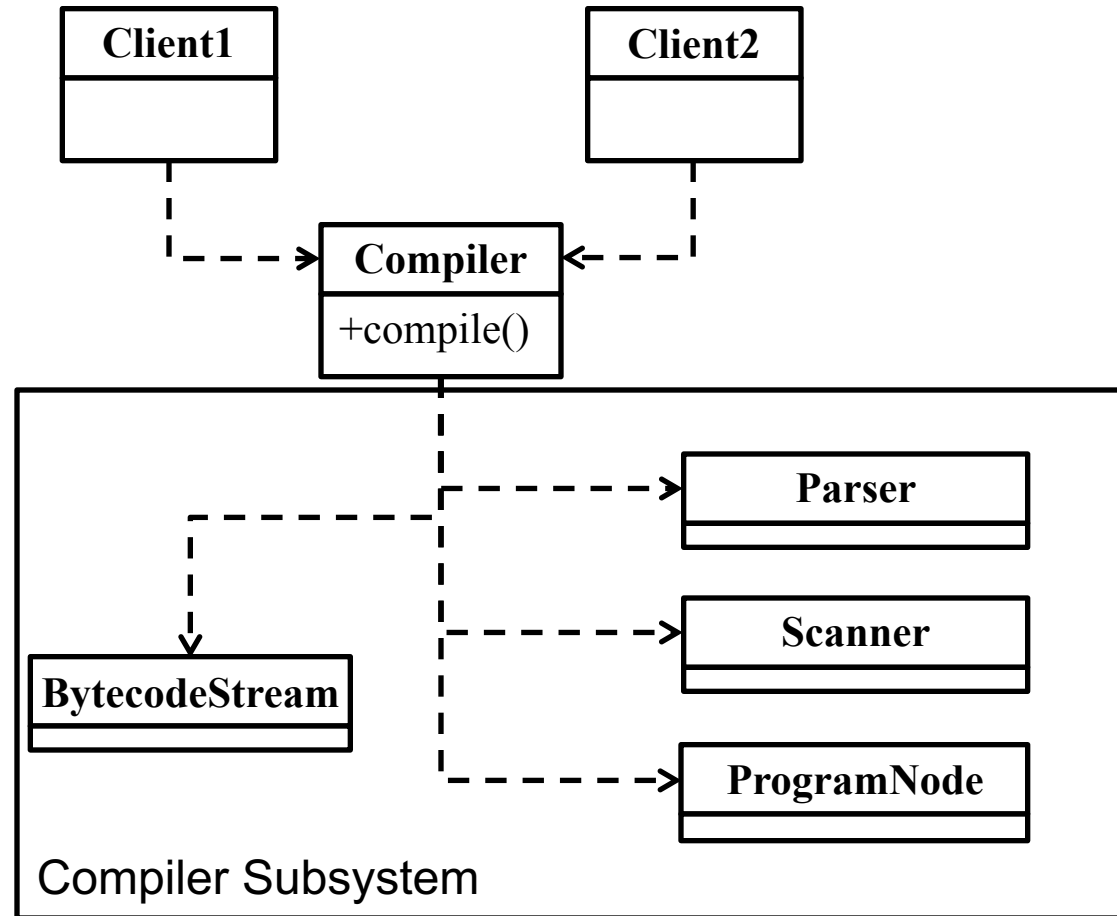 Client1
Client2
Compiler
+compile()
Parser
Scanner
BytecodeStream
ProgramNode
Compiler Subsystem